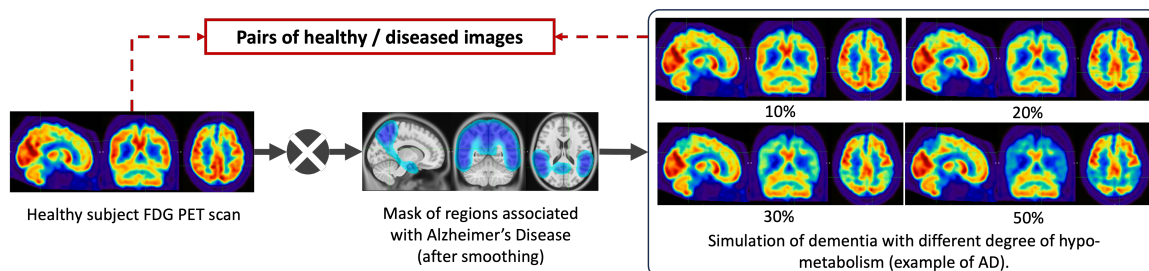 Pairs of healthy / diseased images
10%
20%
30%
50%
Healthy subject FDG PET scan
Mask of regions associated
with Alzheimer's Disease
(after smoothing)
Simulation of dementia with different degree of hypo-
metabolism (example of AD).